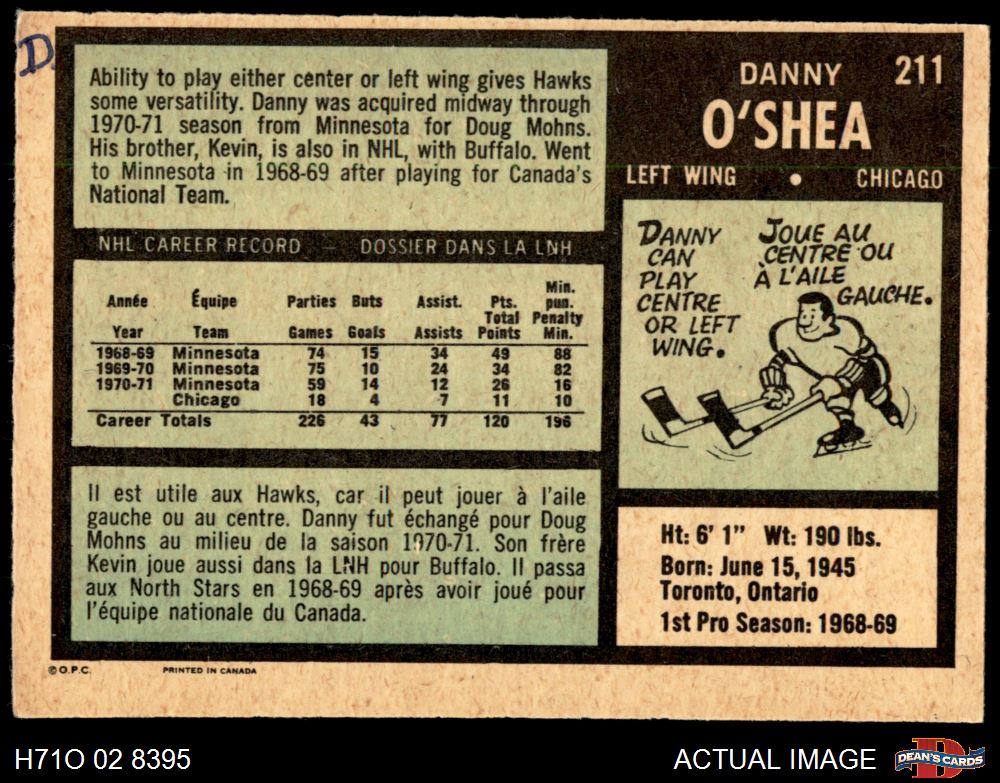 D.
Ability to play either center or left wing gives Hawks
some versatility. Danny was acquired midway through
1970-71 season from Minnesota for Doug Mohns.
His brother, Kevin, is also in NHL, with Buffalo. Went
to Minnesota in 1968-69 after playing for Canada's
National Team.
DANNY 211
O'SHEA
LEFT WING • CHICAGO
NHL CAREER RECORD — DOSSIER DANS LA LNH
Année Équipe Parties Buts Assist. Pts. Total Min. pun.
Year Team Games Goals Assists Points Penalty Min.
1968-69 Minnesota 74 15 34 49 88
1969-70 Minnesota 75 10 24 34 82
1970-71 Minnesota 59 14 12 26 16
Chicago 18 4 7 11 10
Career Totals 226 43 77 120 196
DANNY
CAN
PLAY
CENTRE
OR LEFT
WING.
JOUE AU
CENTRE OU
À L'AILE
GAUCHE.
Il est utile aux Hawks, car il peut jouer à l'aile
gauche ou au centre. Danny fut échangé pour Doug
Mohns au milieu de la saison 1970-71. Son frère
Kevin joue aussi dans la LNH pour Buffalo. Il passa
aux North Stars en 1968-69 après avoir joué pour
l'équipe nationale du Canada.
Ht: 6' 1" Wt: 190 lbs.
Born: June 15, 1945
Toronto, Ontario
1st Pro Season: 1968-69
© O.P.C. PRINTED IN CANADA
H71O 02 8395 ACTUAL IMAGE
D
DEAN'S CARDS